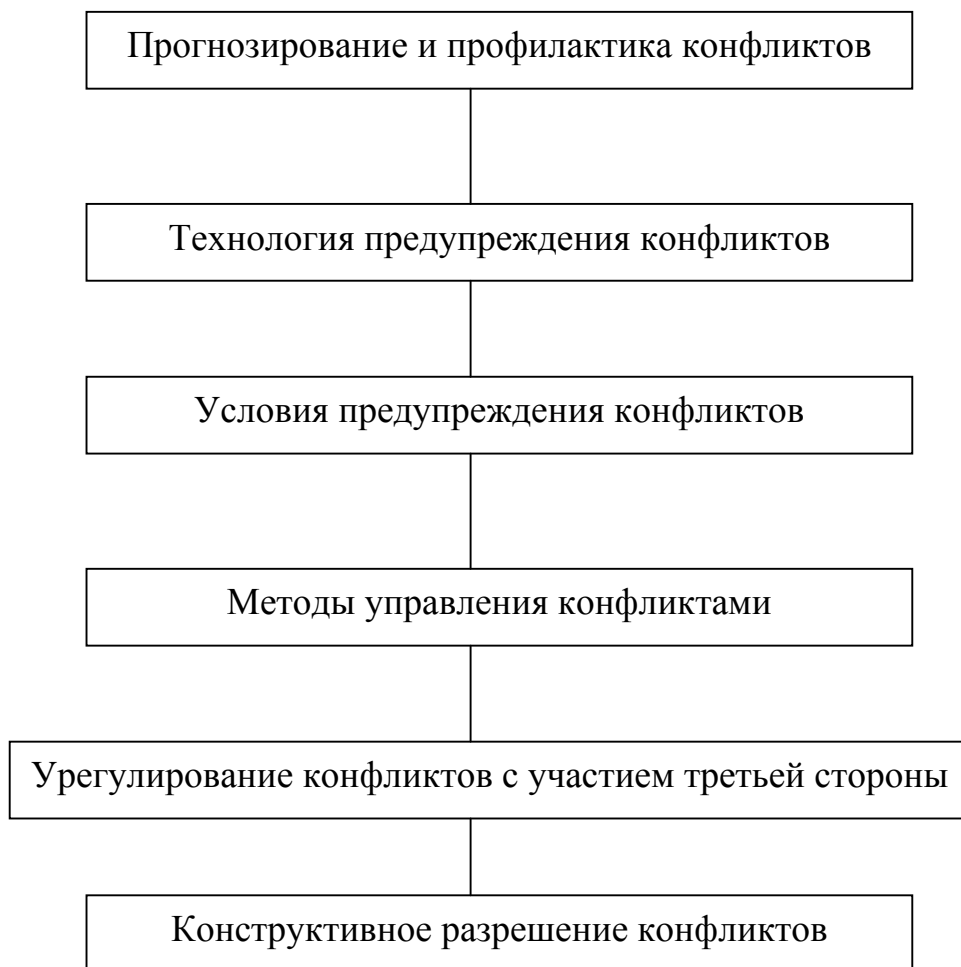 Прогнозирование и профилактика конфликтов
Технология предупреждения конфликтов
Условия предупреждения конфликтов
Методы управления конфликтами
Урегулирование конфликтов с участием третьей стороны
Конструктивное разрешение конфликтов